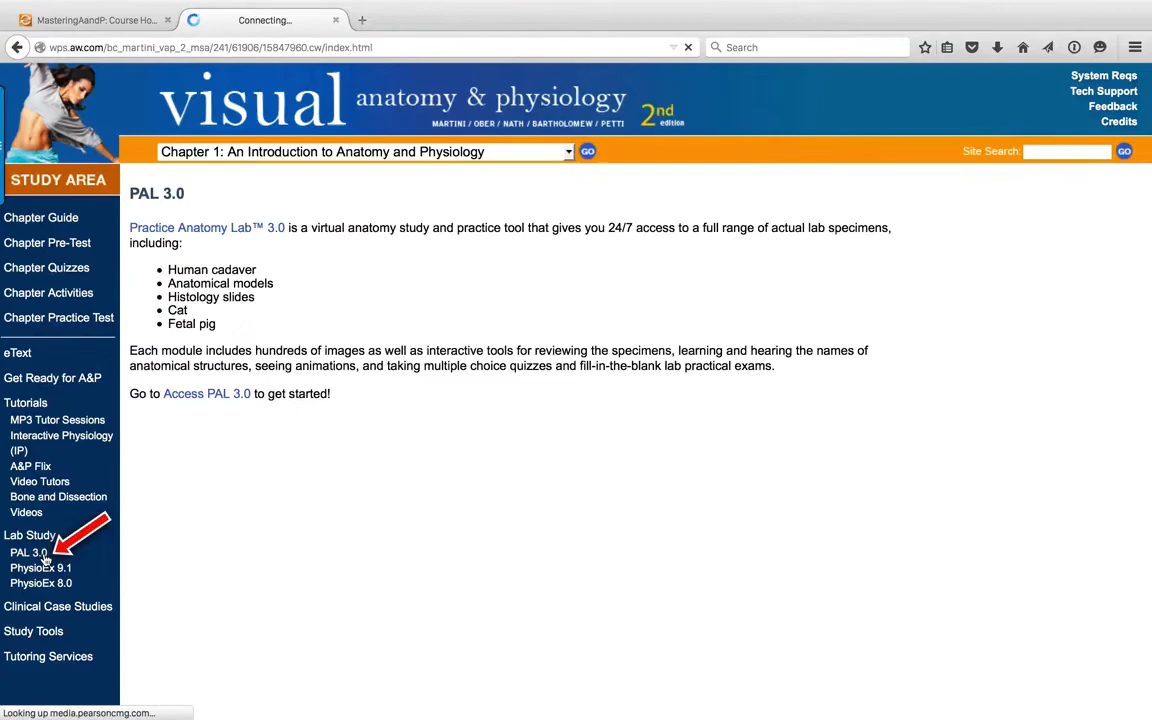 MasteringAandP: Course Ho...
Connecting...
wps.aw.com/bc_martini_vap_2_msa/241/61906/15847960.cw/index.html
Search
visual anatomy & physiology 2nd edition
MARTINI / OBER / NATH / BARTHOLOMEW / PETTI
System Reqs
Tech Support
Feedback
Credits
Chapter 1: An Introduction to Anatomy and Physiology GO
Site Search: GO
STUDY AREA
Chapter Guide
Chapter Pre-Test
Chapter Quizzes
Chapter Activities
Chapter Practice Test
eText
Get Ready for A&P
Tutorials
MP3 Tutor Sessions
Interactive Physiology
(IP)
A&P Flix
Video Tutors
Bone and Dissection
Videos
Lab Study
PAL 3.0
PhysioEx 9.1
PhysioEx 8.0
Clinical Case Studies
Study Tools
Tutoring Services
PAL 3.0
Practice Anatomy Lab™ 3.0 is a virtual anatomy study and practice tool that gives you 24/7 access to a full range of actual lab specimens,
including:
• Human cadaver
• Anatomical models
• Histology slides
• Cat
• Fetal pig
Each module includes hundreds of images as well as interactive tools for reviewing the specimens, learning and hearing the names of
anatomical structures, seeing animations, and taking multiple choice quizzes and fill-in-the-blank lab practical exams.
Go to Access PAL 3.0 to get started!
Looking up media.pearsoncmg.com...